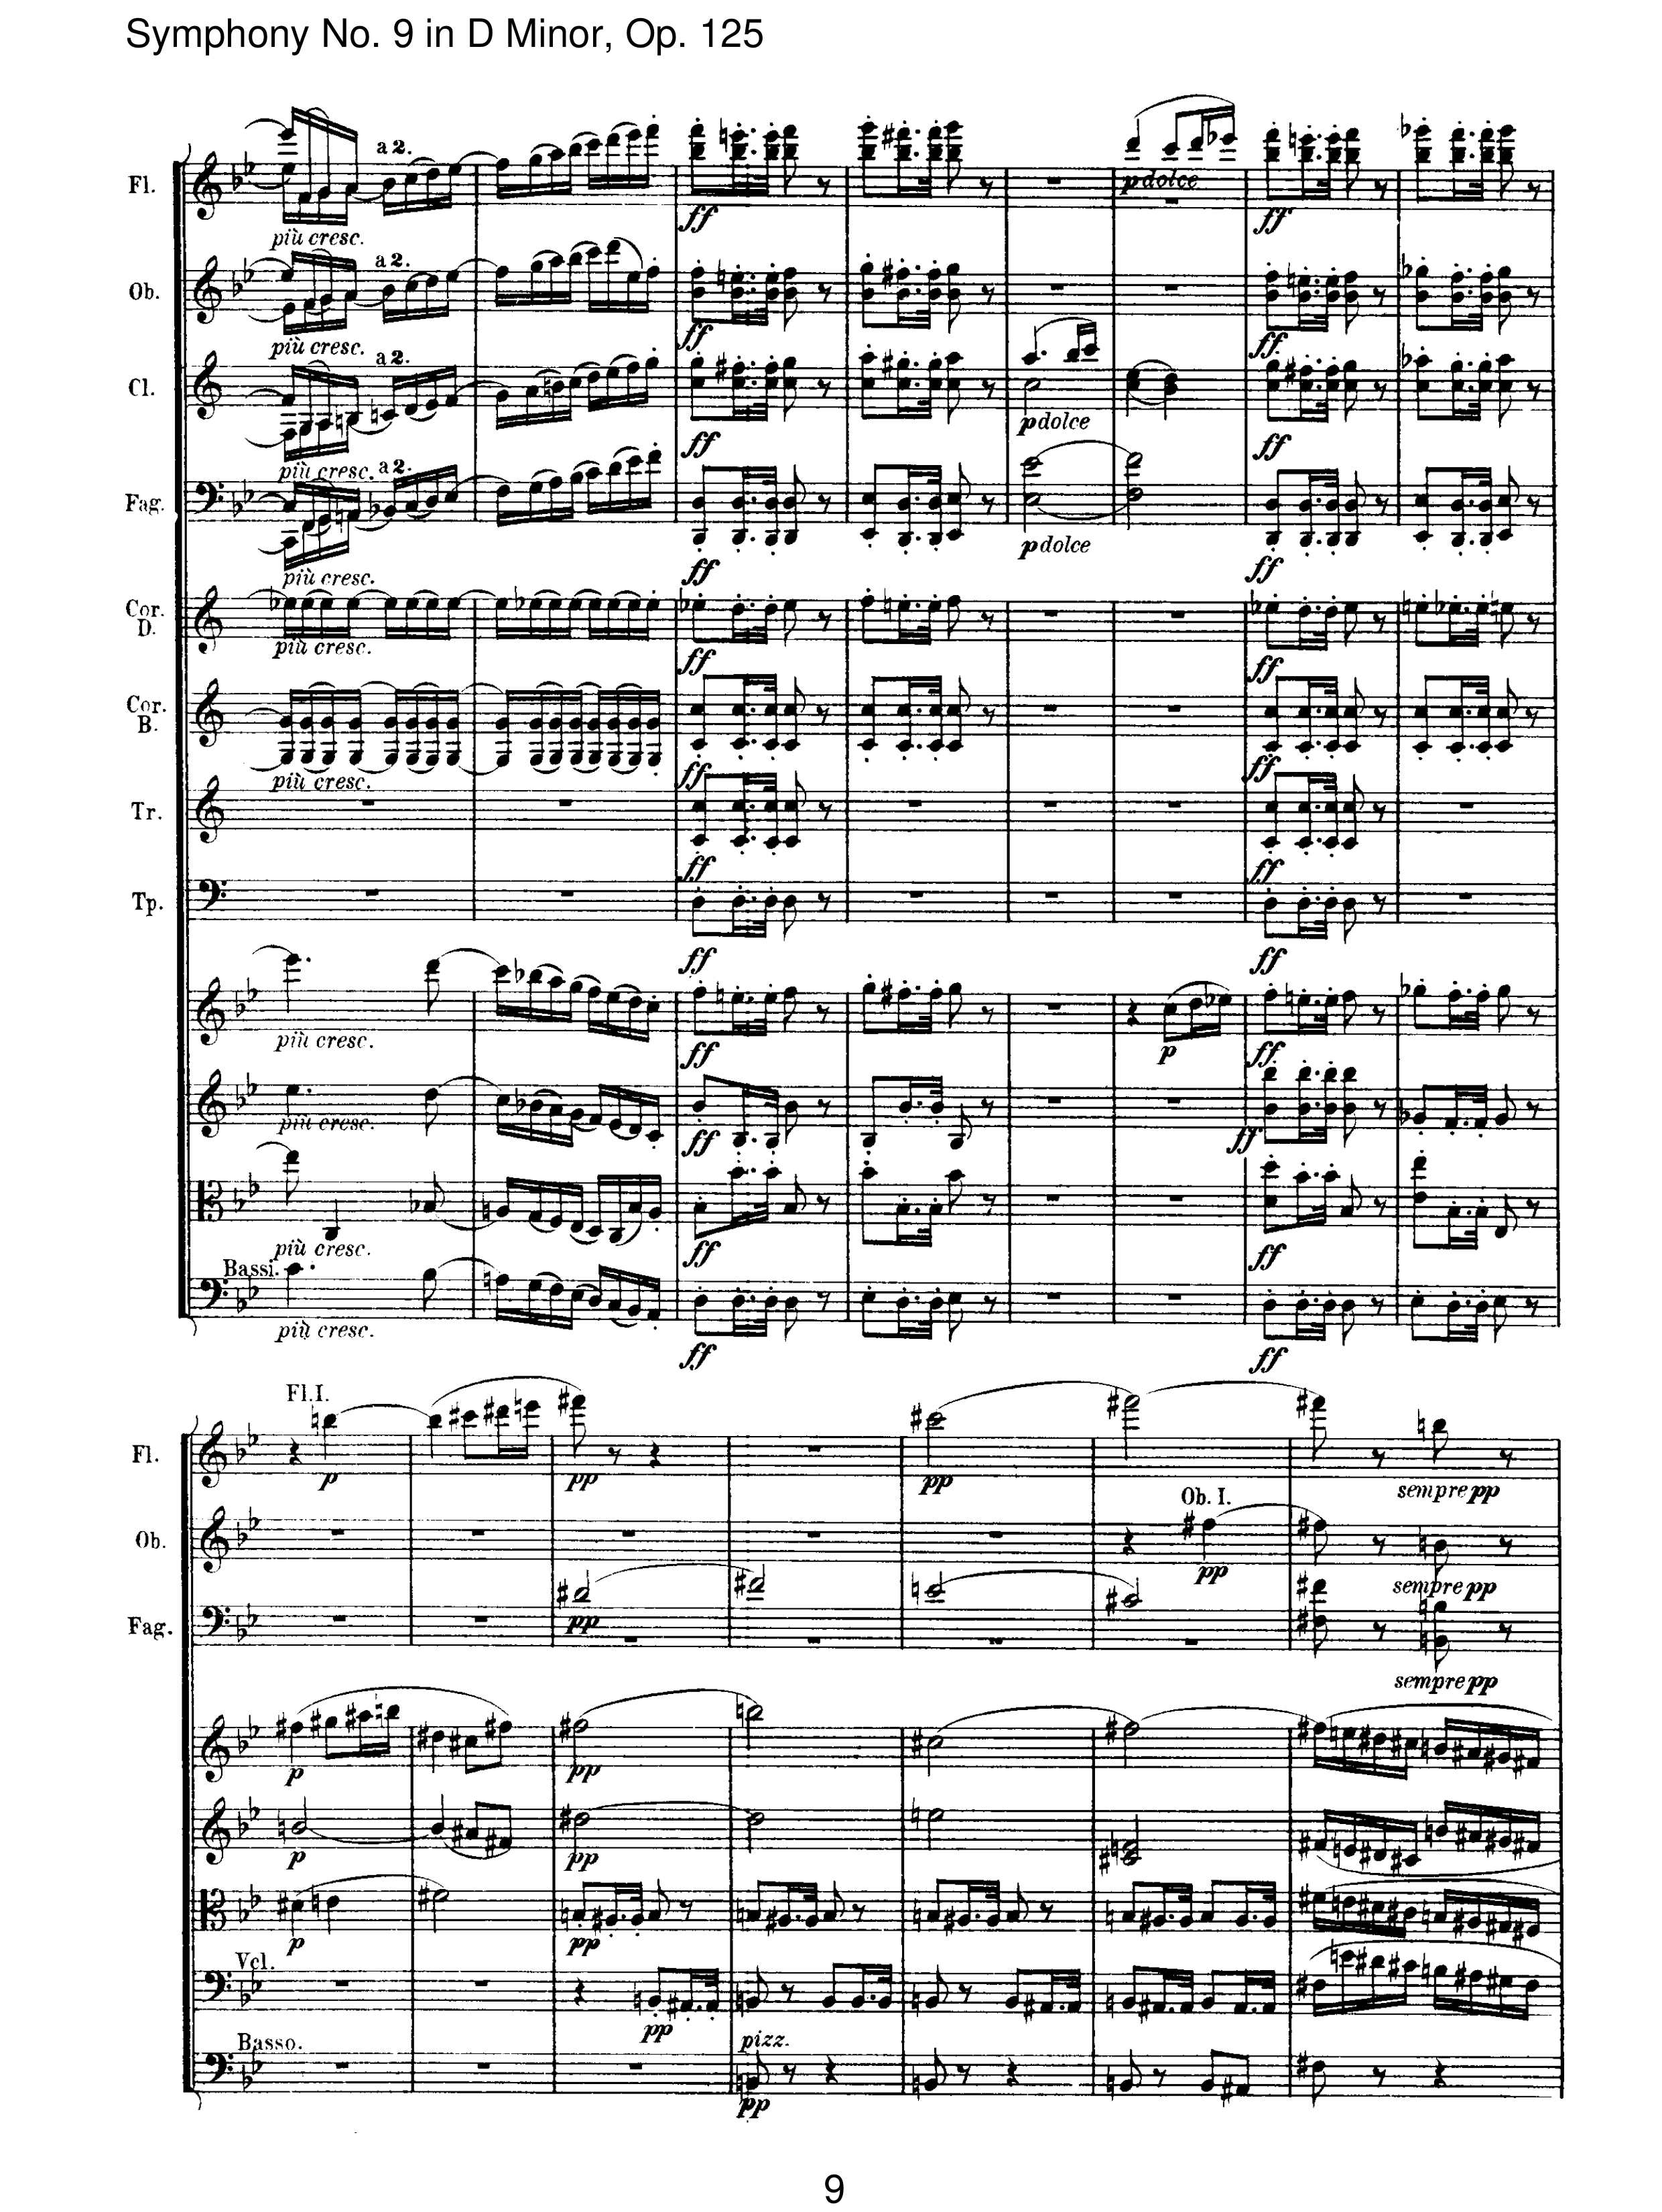 Symphony No. 9 in D Minor, Op. 125
Fl.
a 2.
ff
p dolce
ff
più cresc.
Ob.
a 2.
ff
ff
più cresc.
Cl.
a 2.
ff
p dolce
ff
più cresc.
Fag.
a 2.
ff
p dolce
ff
più cresc.
Cor. D.
più cresc.
ff
ff
Cor. B.
più cresc.
ff
ff
Tr.
ff
ff
Tp.
ff
ff
più cresc.
ff
p
ff
più cresc.
ff
ff
più cresc.
ff
ff
Bassi.
più cresc.
ff
ff
Fl. I.
Fl.
p
pp
pp
sempre pp
Ob. I.
Ob.
pp
sempre pp
Fag.
pp
sempre pp
p
pp
p
pp
p
pp
Vcl.
pp
Basso.
pizz.
pp
9